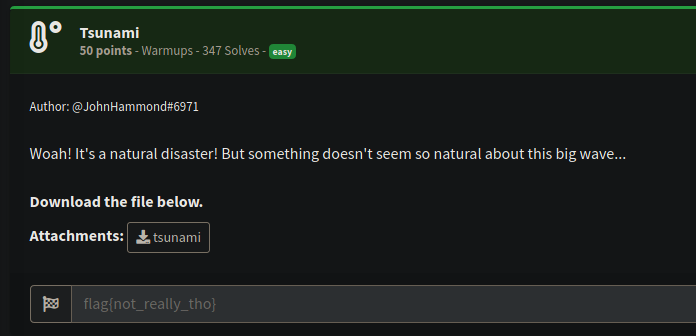 Tsunami
50 points - Warmups - 347 Solves - easy
Author: @JohnHammond#6971
Woah! It's a natural disaster! But something doesn't seem so natural about this big wave...
Download the file below.
Attachments: tsunami
flag{not_really_tho}